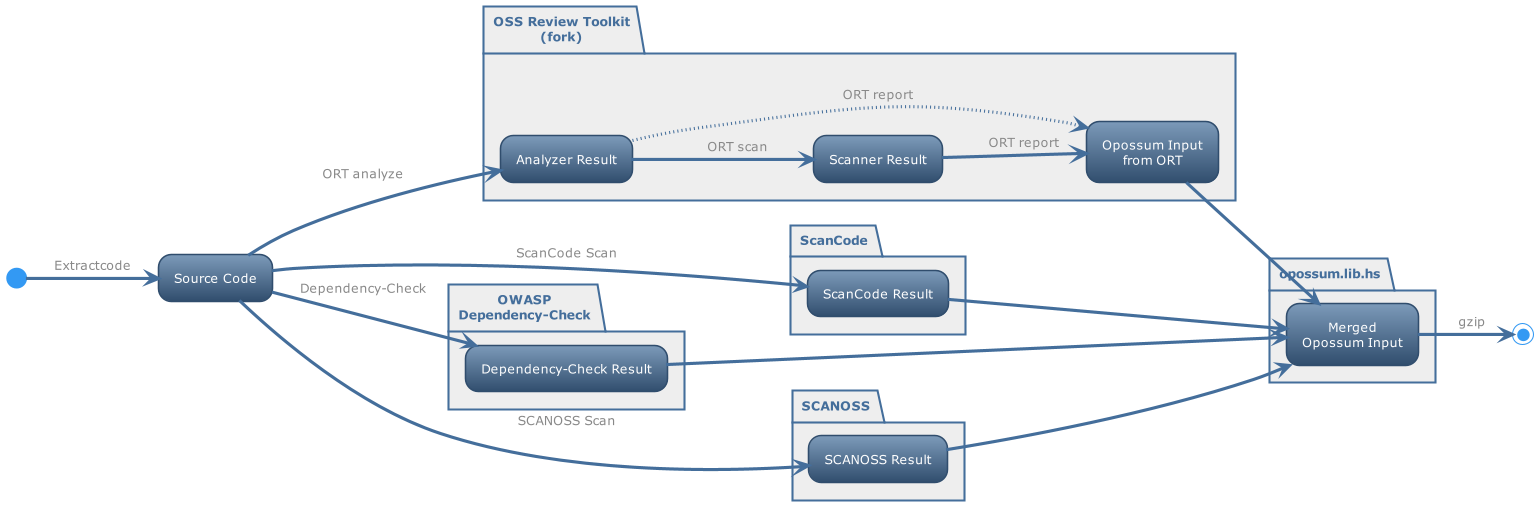 OSS Review Toolkit
(fork)
ORT report
ORT scan
ORT report
Analyzer Result
Scanner Result
Opossum Input
from ORT
ORT analyze
Extractcode
Source Code
ScanCode Scan
ScanCode
ScanCode Result
Dependency-Check
OWASP
Dependency-Check
Dependency-Check Result
opossum.lib.hs
Merged
Opossum Input
gzip
SCANOSS Scan
SCANOSS
SCANOSS Result